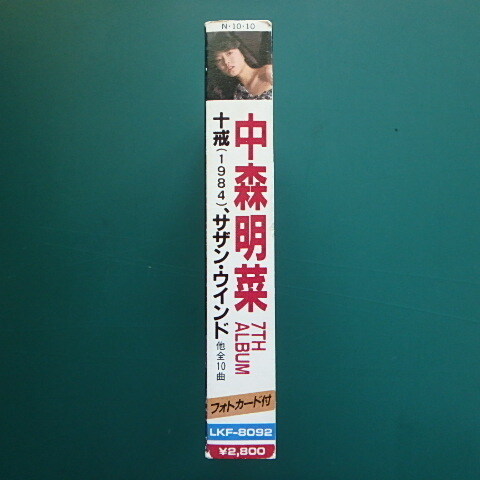 N-10-10
中森明菜
7TH
ALBUM
十戒(1984)、サザン・ウインド
他全10曲
フォトカード付
LKF-8092
¥2,800